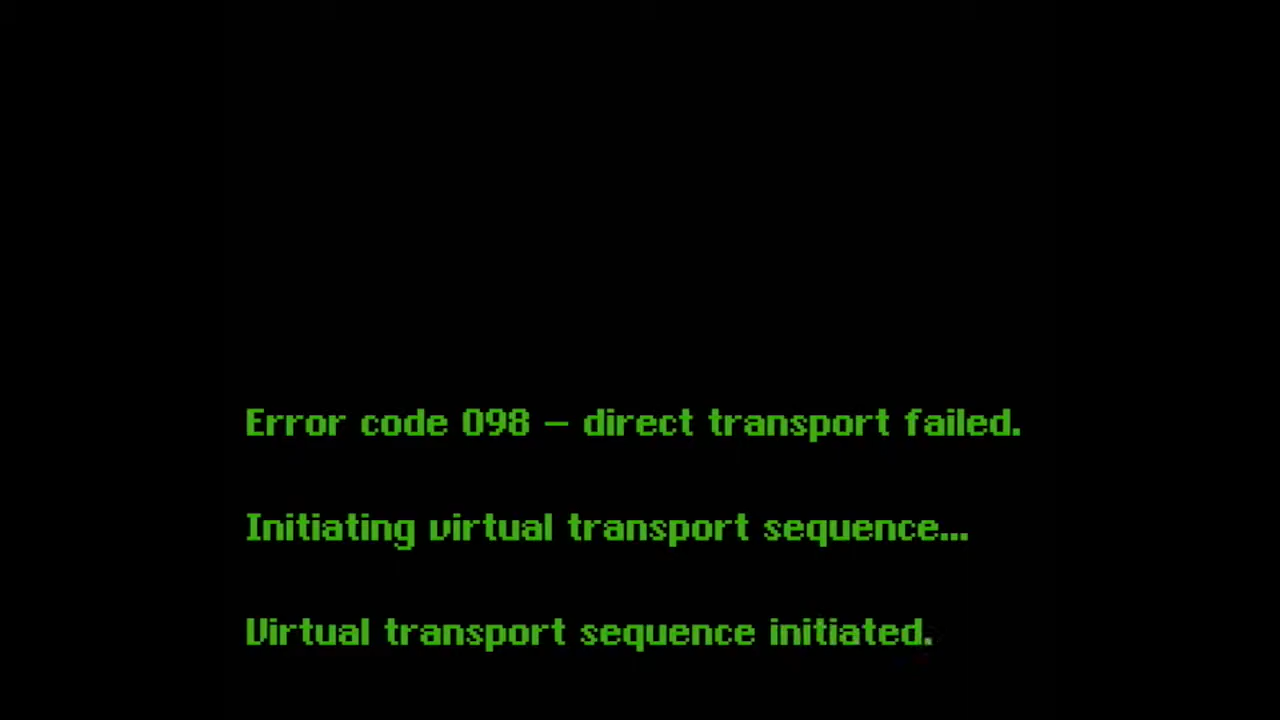 Error code 098 – direct transport failed.
Initiating virtual transport sequence...
Virtual transport sequence initiated.